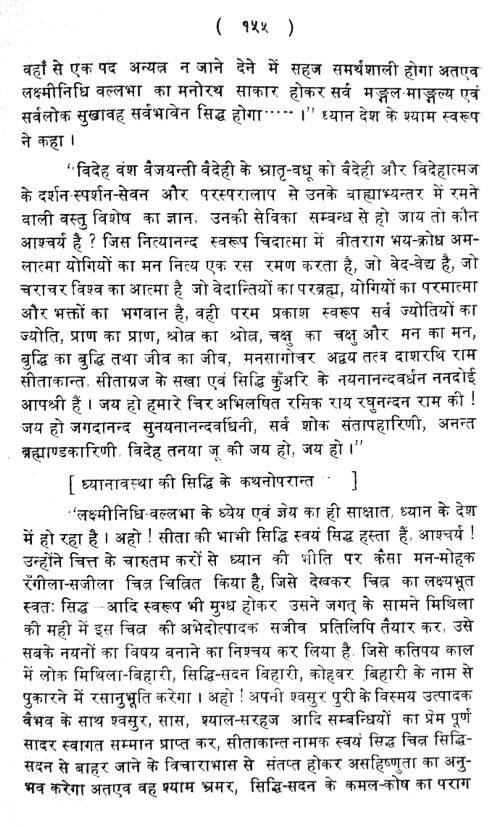 ( १५५ )
वहाँ से एक पद अन्यत्र न जाने देने में सहज समर्थशाली होगा अतएव
लक्ष्मीनिधि वल्लभा का मनोरथ साकार होकर सर्व मङ्गल-माङ्गल्य एवं
सर्वलोक सुखावह सर्वभावेन सिद्ध होगा·····।" ध्यान देश के श्याम स्वरूप
ने कहा।
"विदेह वंश वैजयन्ती वैदेही के भ्रातृ-वधू को वैदेही और विदेहात्मज
के दर्शन-स्पर्शन-सेवन और परस्परालाप से उनके बाह्याभ्यन्तर में रमने
वाली वस्तु विशेष का ज्ञान, उनकी सेविका सम्बन्ध से हो जाय तो कौन
आश्चर्य है ? जिस नित्यानन्द स्वरूप चिदात्मा में वीतराग भय-क्रोध अम-
लात्मा योगियों का मन नित्य एक रस रमण करता है, जो वेद-वेद्य है, जो
चराचर विश्व का आत्मा है जो वेदान्तियों का परब्रह्म, योगियों का परमात्मा
और भक्तों का भगवान है, वही परम प्रकाश स्वरूप सर्व ज्योतियों का
ज्योति, प्राण का प्राण, श्रोत्र का श्रोत्र, चक्षु का चक्षु और मन का मन,
बुद्धि का बुद्धि तथा जीव का जीव, मनसागोचर अद्वय तत्व दाशरथि राम
सीताकान्त, सीताग्रज के सखा एवं सिद्धि कुँअरि के नयनानन्दवर्धन ननदोई
आपश्री हैं। जय हो हमारे चिर अभिलषित रसिक राय रघुनन्दन राम की !
जय हो जगदानन्द सुनयनानन्दवर्धिनी, सर्व शोक संतापहारिणी, अनन्त
ब्रह्माण्डकारिणी, विदेह तनया जू की जय हो, जय हो।"
[ ध्यानावस्था की सिद्धि के कथनोपरान्त ]
"लक्ष्मीनिधि-वल्लभा के ध्येय एवं ज्ञेय का ही साक्षात, ध्यान के देश
में हो रहा है। अहो ! सीता की भाभी सिद्धि स्वयं सिद्ध हस्ता हैं, आश्चर्य !
उन्होंने चित्त के चारुतम करों से ध्यान की भीति पर कैसा मन-मोहक
रँगीला-सजीला चित्र चित्रित किया है, जिसे देखकर चित्र का लक्ष्यभूत
स्वतः सिद्ध –आदि स्वरूप भी मुग्ध होकर उसने जगत् के सामने मिथिला
की मही में इस चित्र की अभेदोत्पादक सजीव प्रतिलिपि तैयार कर, उसे
सबके नयनों का विषय बनाने का निश्चय कर लिया है. जिसे कतिपय काल
में लोक मिथिला-बिहारी, सिद्धि-सदन बिहारी, कोहवर बिहारी के नाम से
पुकारने में रसानुभूति करेगा। अहो ! अपनी श्वसुर पुरी के विस्मय उत्पादक
वैभव के साथ श्वसुर, सास, श्याल-सरहज आदि सम्बन्धियों का प्रेम पूर्ण
सादर स्वागत सम्मान प्राप्त कर, सीताकान्त नामक स्वयं सिद्ध चित्र सिद्धि-
सदन से बाहर जाने के विचाराभास से संतप्त होकर असहिष्णुता का अनु-
भव करेगा अतएव वह श्याम भ्रमर, सिद्धि-सदन के कमल-कोष का पराग